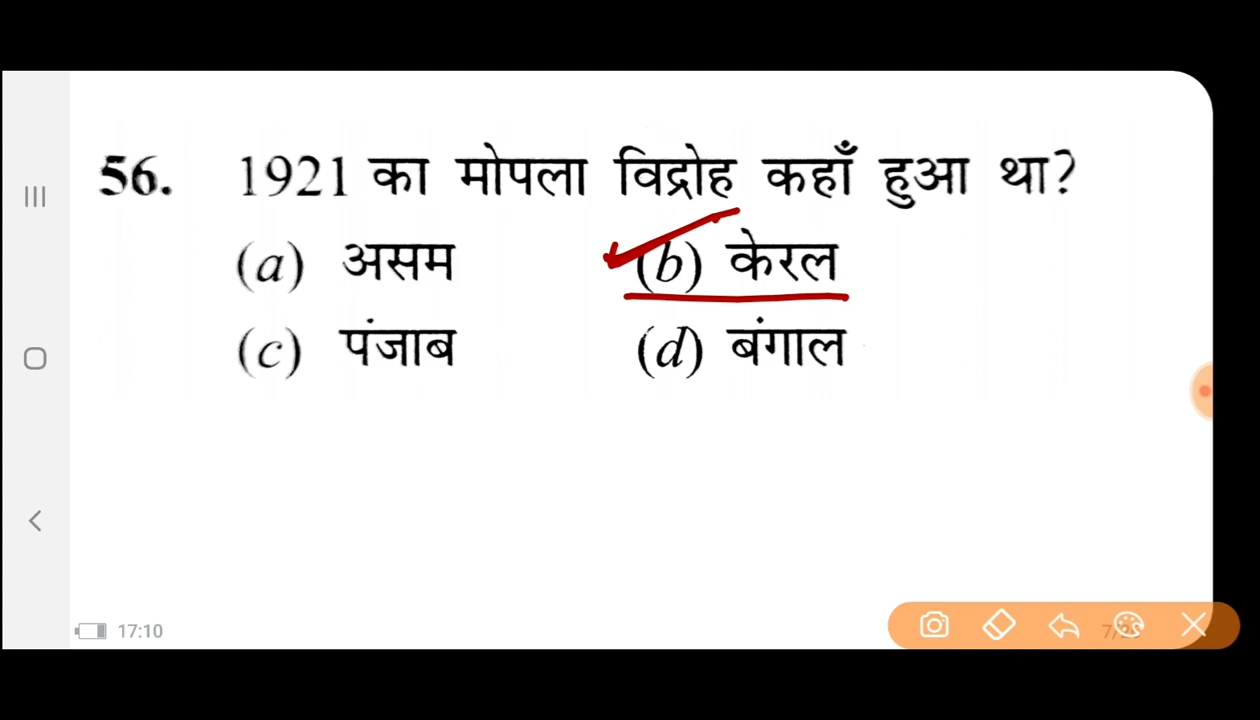 56. 1921 का मोपला विद्रोह कहाँ हुआ था?
(a) असम (b) केरल
(c) पंजाब (d) बंगाल
17:10